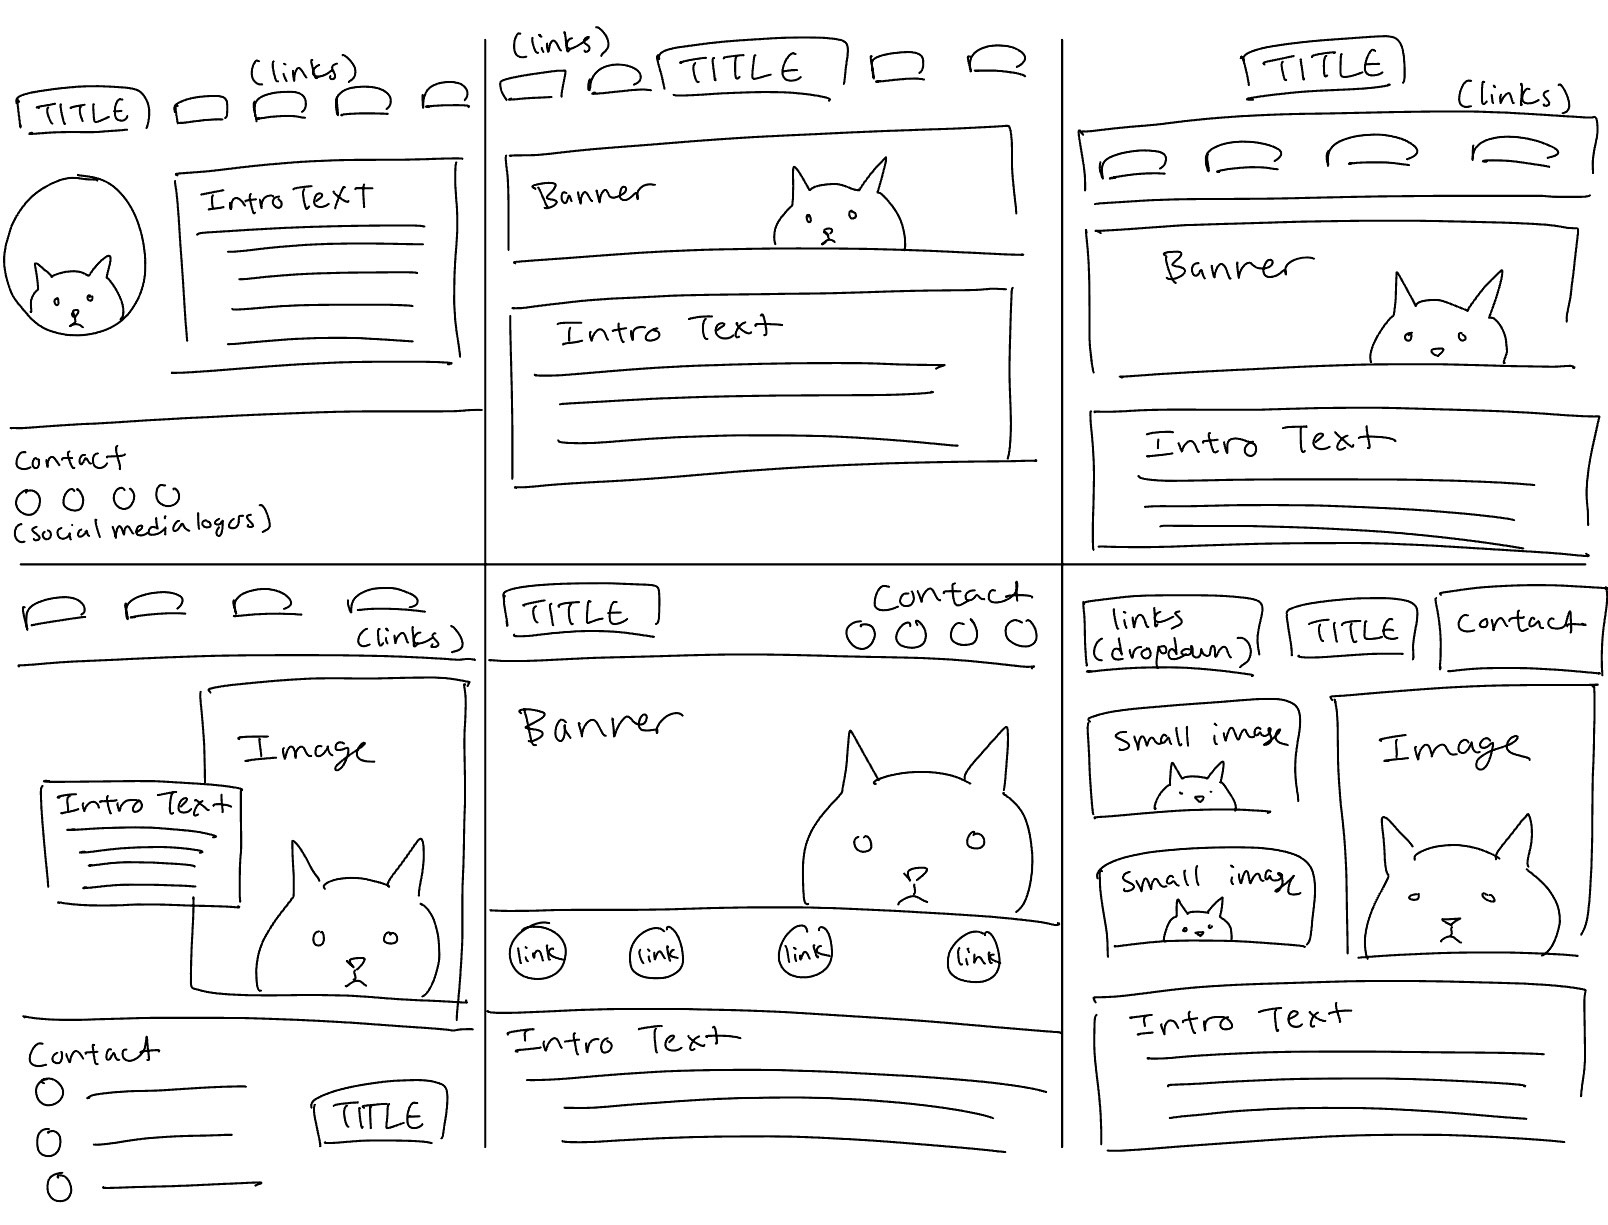 (links)
TITLE
Intro Text
Contact
(social media logos)
(links)
TITLE
Banner
Intro Text
TITLE
(links)
Banner
Intro Text
(links)
Image
Intro Text
Contact
TITLE
TITLE
Contact
Banner
link link link link
Intro Text
links
(dropdown)
TITLE
Contact
Small image
Image
Small image
Intro Text